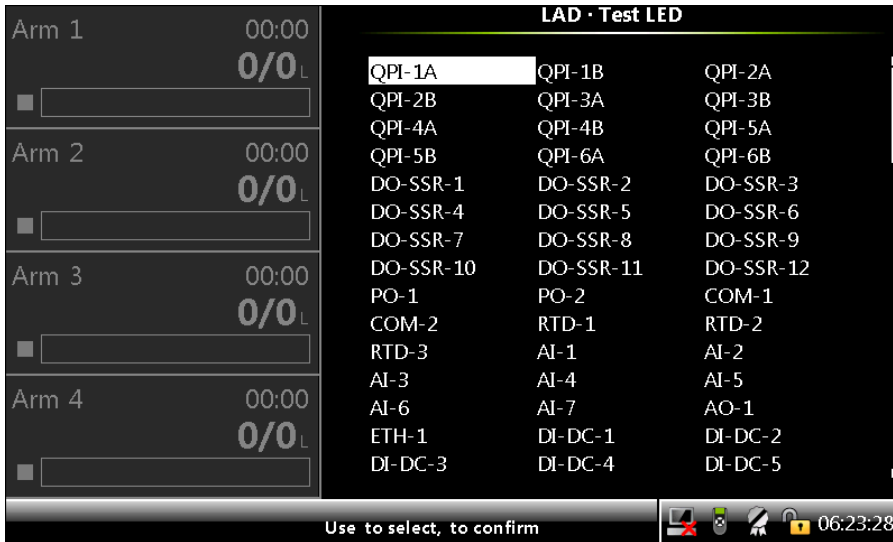 Arm 1 00:00
0/0 L
Arm 2 00:00
0/0 L
Arm 3 00:00
0/0 L
Arm 4 00:00
0/0 L
LAD · Test LED
QPI-1A QPI-1B QPI-2A
QPI-2B QPI-3A QPI-3B
QPI-4A QPI-4B QPI-5A
QPI-5B QPI-6A QPI-6B
DO-SSR-1 DO-SSR-2 DO-SSR-3
DO-SSR-4 DO-SSR-5 DO-SSR-6
DO-SSR-7 DO-SSR-8 DO-SSR-9
DO-SSR-10 DO-SSR-11 DO-SSR-12
PO-1 PO-2 COM-1
COM-2 RTD-1 RTD-2
RTD-3 AI-1 AI-2
AI-3 AI-4 AI-5
AI-6 AI-7 AO-1
ETH-1 DI-DC-1 DI-DC-2
DI-DC-3 DI-DC-4 DI-DC-5
Use to select, to confirm
06:23:28